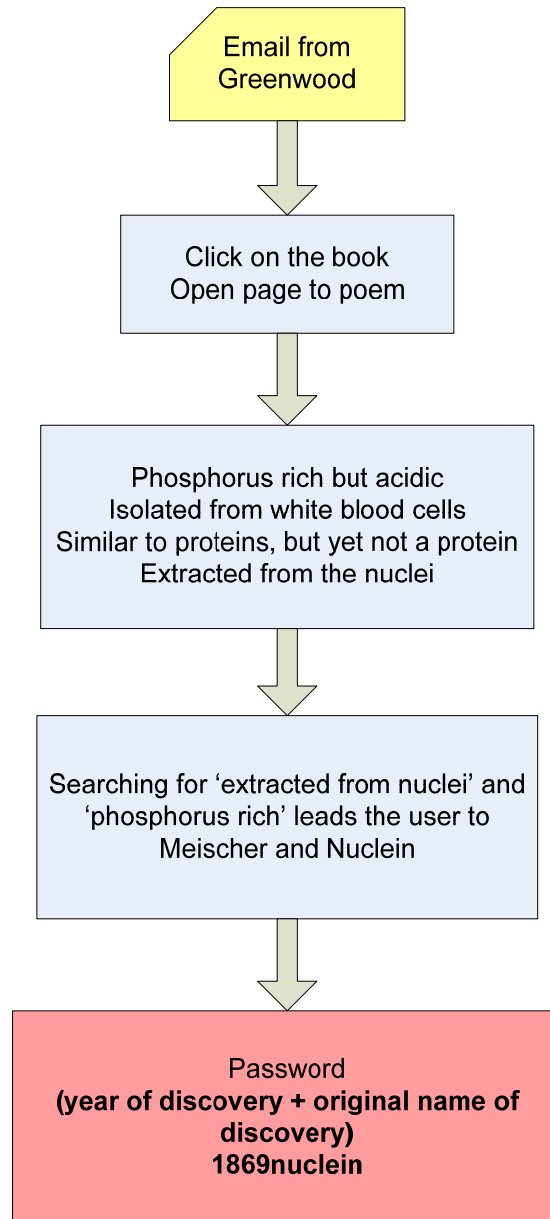 Email from
Greenwood
Click on the book
Open page to poem
Phosphorus rich but acidic
Isolated from white blood cells
Similar to proteins, but yet not a protein
Extracted from the nuclei
Searching for ‘extracted from nuclei’ and
‘phosphorus rich’ leads the user to
Meischer and Nuclein
Password
(year of discovery + original name of
discovery)
1869nuclein